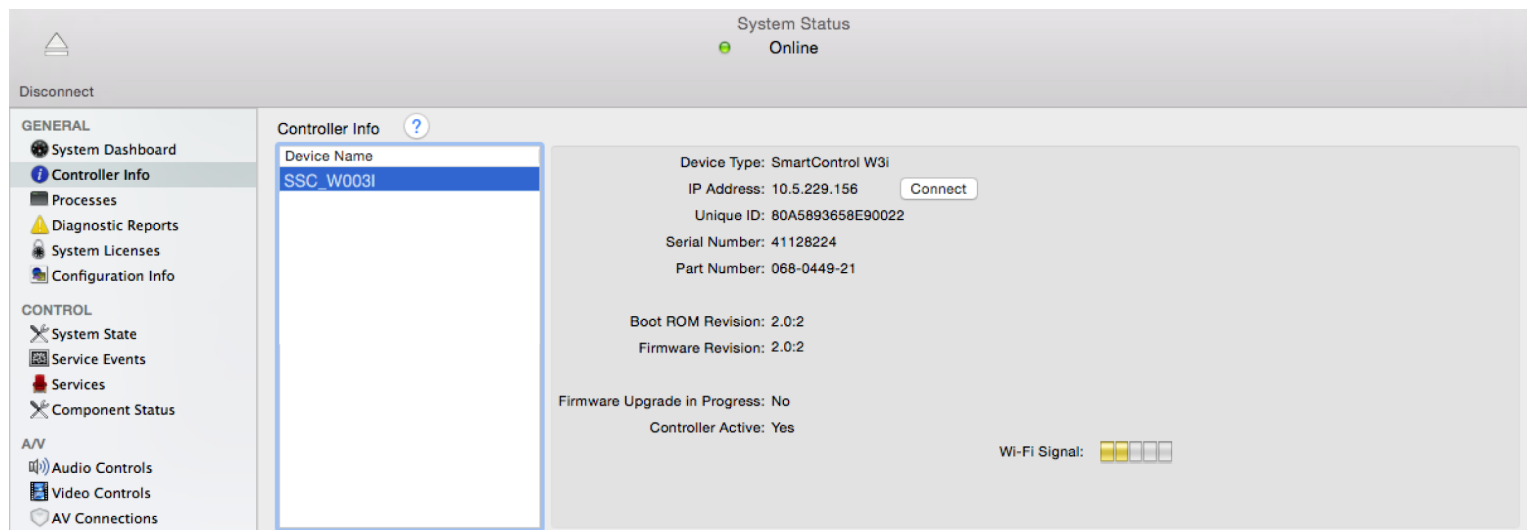 System Status
Online
Disconnect
GENERAL
System Dashboard
Controller Info
Processes
Diagnostic Reports
System Licenses
Configuration Info
CONTROL
System State
Service Events
Services
Component Status
A/V
Audio Controls
Video Controls
AV Connections
Controller Info ?
Device Name
SSC_W003I
Device Type: SmartControl W3i
IP Address: 10.5.229.156 Connect
Unique ID: 80A5893658E90022
Serial Number: 41128224
Part Number: 068-0449-21
Boot ROM Revision: 2.0:2
Firmware Revision: 2.0:2
Firmware Upgrade in Progress: No
Controller Active: Yes
Wi-Fi Signal: